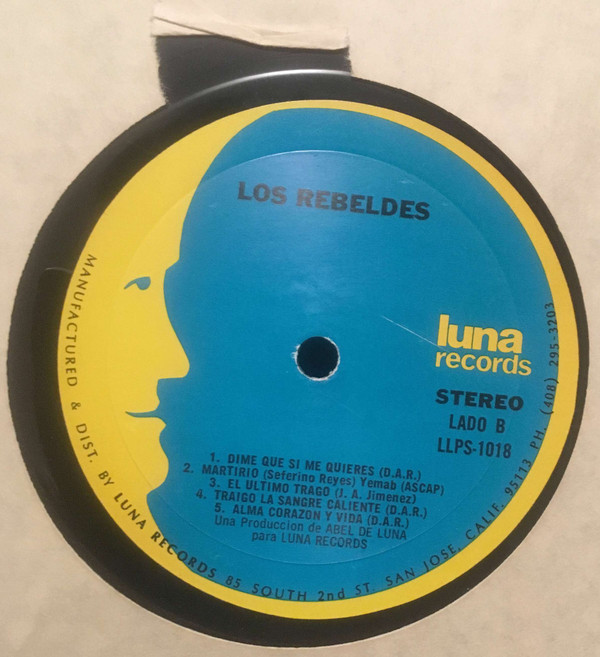 LOS REBELDES
luna
records
STEREO
LADO B
LLPS-1018
1. DIME QUE SI ME QUIERES (D.A.R.)
2. MARTIRIO (Seferino Reyes) Yemab (ASCAP)
3. EL ULTIMO TRAGO (J. A. Jimenez)
4. TRAIGO LA SANGRE CALIENTE (D.A.R.)
5. ALMA CORAZON Y VIDA (D.A.R.)
Una Produccion de ABEL DE LUNA
para LUNA RECORDS
MANUFACTURED & DIST. BY LUNA RECORDS 85 SOUTH 2nd ST. SAN JOSE, CALIF. 95113 PH. (408) 295-3203